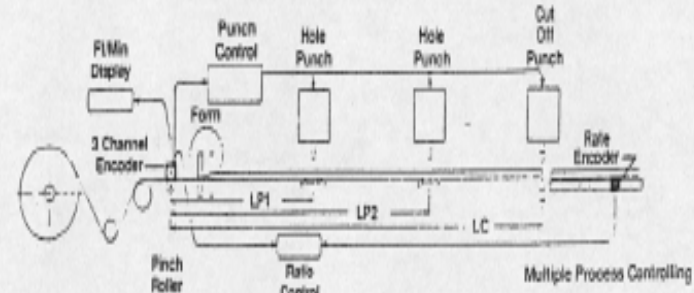 Ft/Min
Display
Punch
Control
Hole
Punch
Hole
Punch
Cut
Off
Punch
Form
3 Channel
Encoder
Rate
Encoder
LP1
LP2
LC
Pinch
Roller
Ratio
Control
Multiple Process Controlling